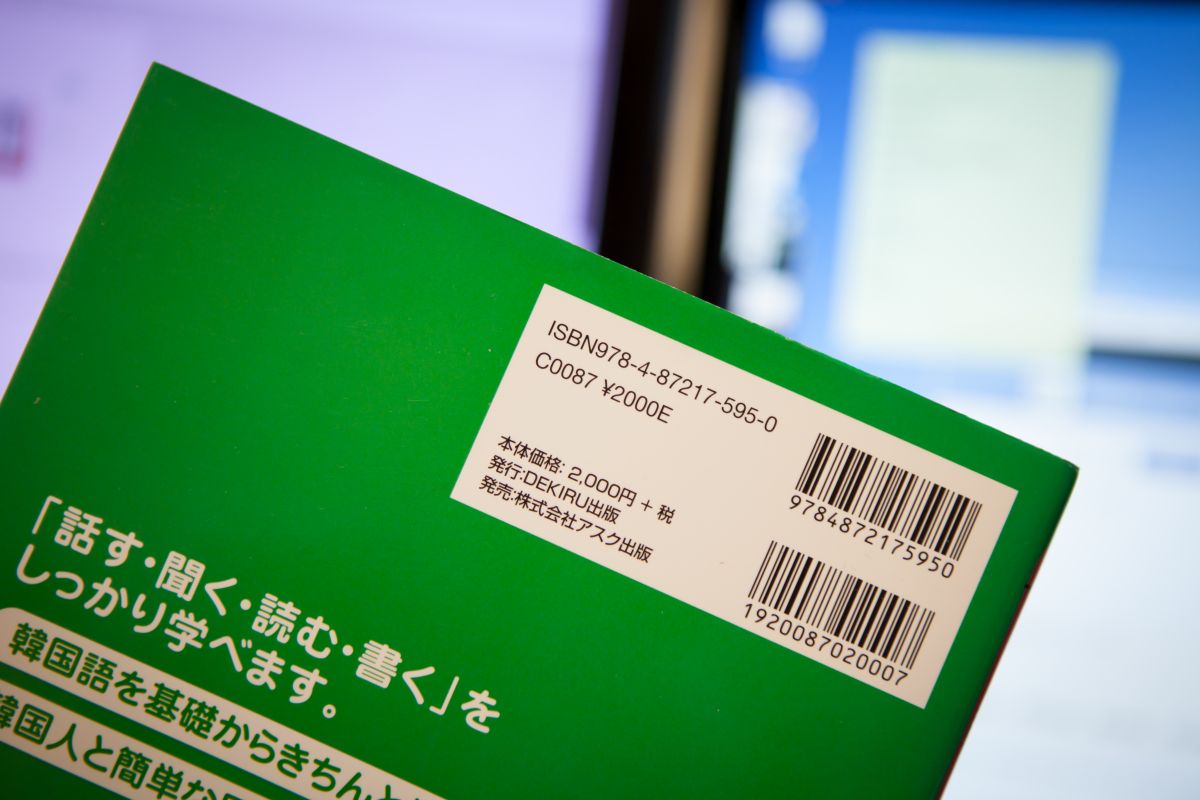 ISBN978-4-87217-595-0
C0087 ¥2000E
本体価格: 2,000円 + 税
発行:DEKIRU出版
発売:株式会社アスク出版
9784872175950
1920087020007
「話す・聞く・読む・書く」を
しっかり学べます。
韓国語を基礎からきちんと
韓国人と簡単な